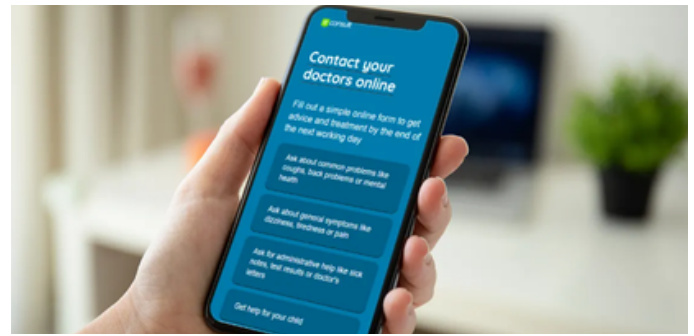 consult
Contact your
doctors online
Fill out a simple online form to get
advice and treatment by the end of
the next working day
Ask about common problems like
coughs, back problems or mental
health
Ask about general symptoms like
dizziness, tiredness or pain
Ask for administrative help like sick
notes, test results or doctor's
letters
Get help for your child